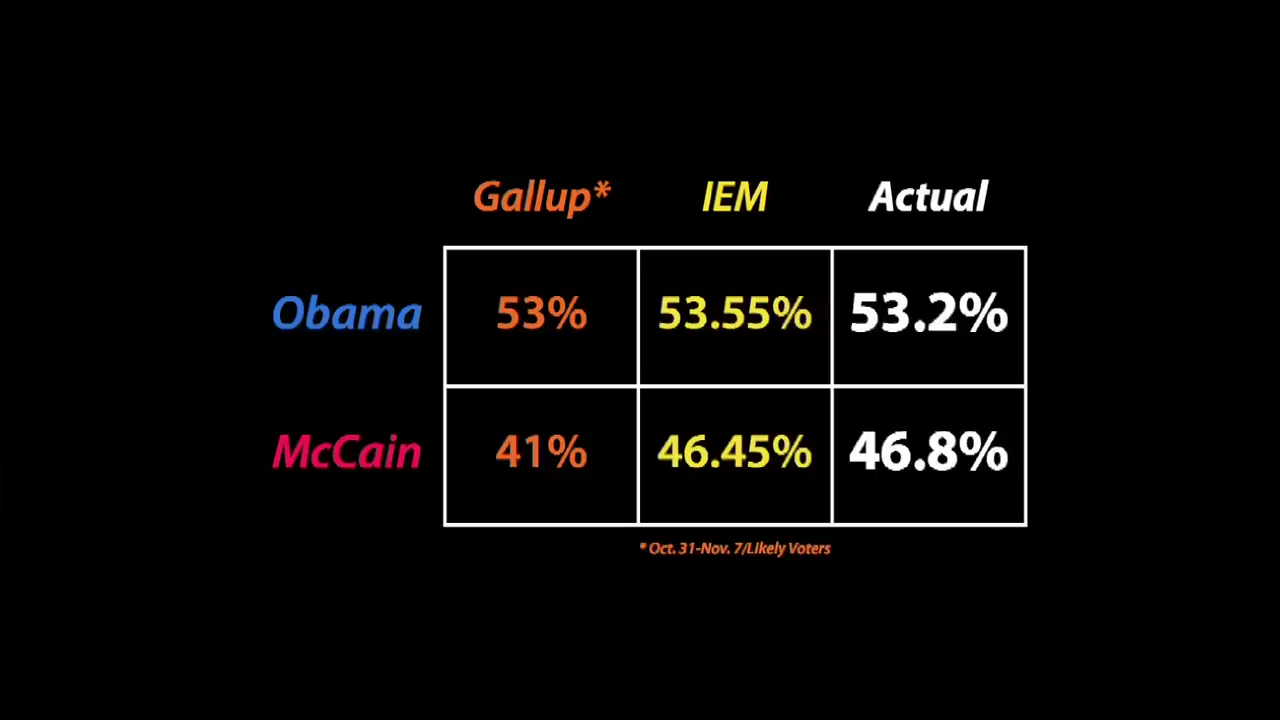 Gallup* IEM Actual
Obama 53% 53.55% 53.2%
McCain 41% 46.45% 46.8%
* Oct. 31-Nov. 7/Likely Voters